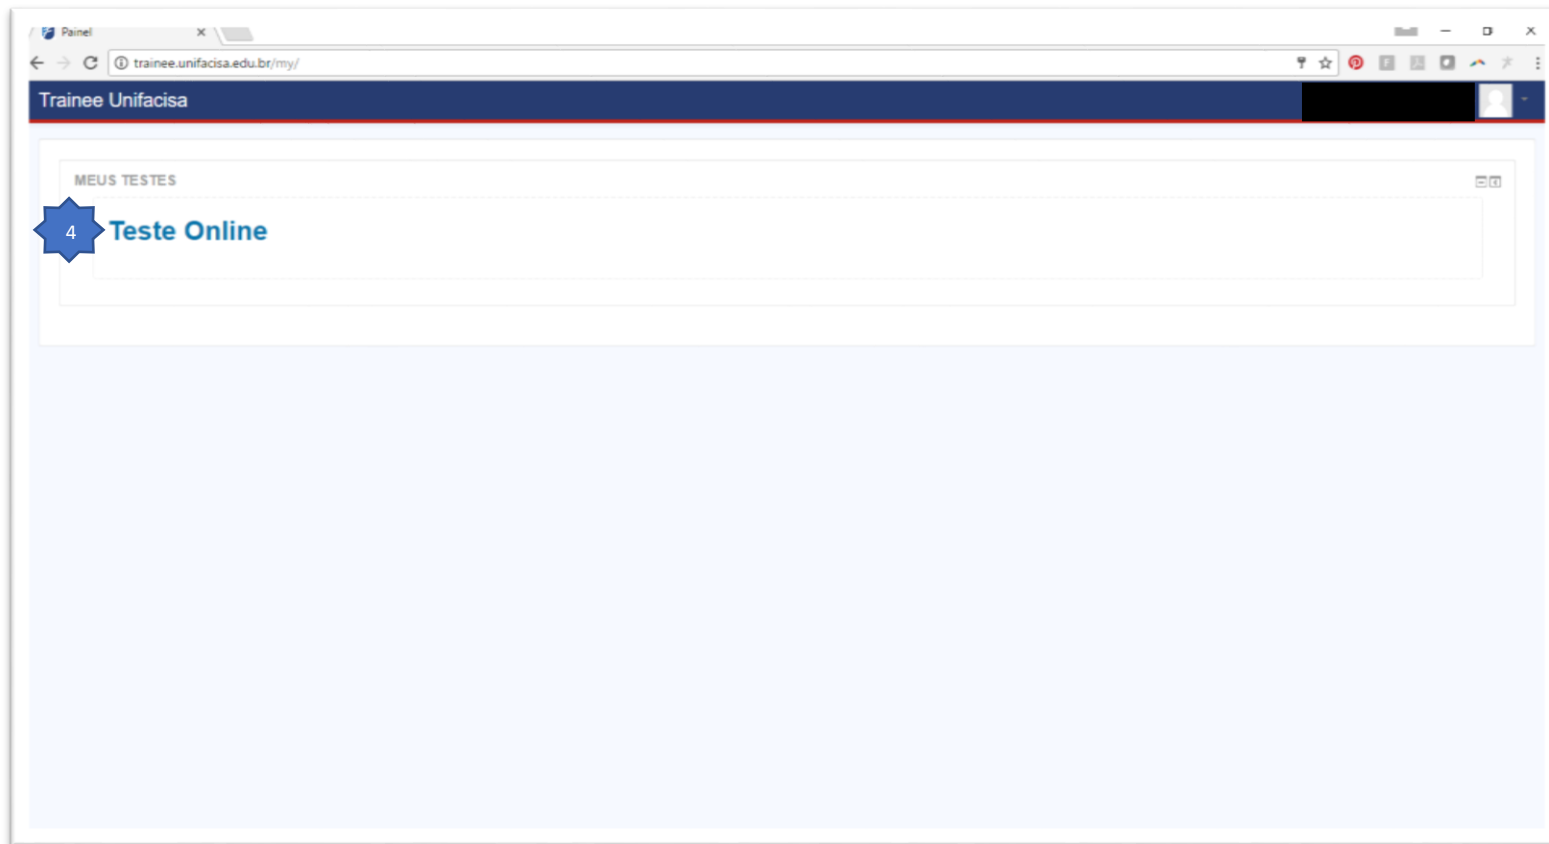 Painel
trainee.unifacisa.edu.br/my/
Trainee Unifacisa
MEUS TESTES
4
Teste Online